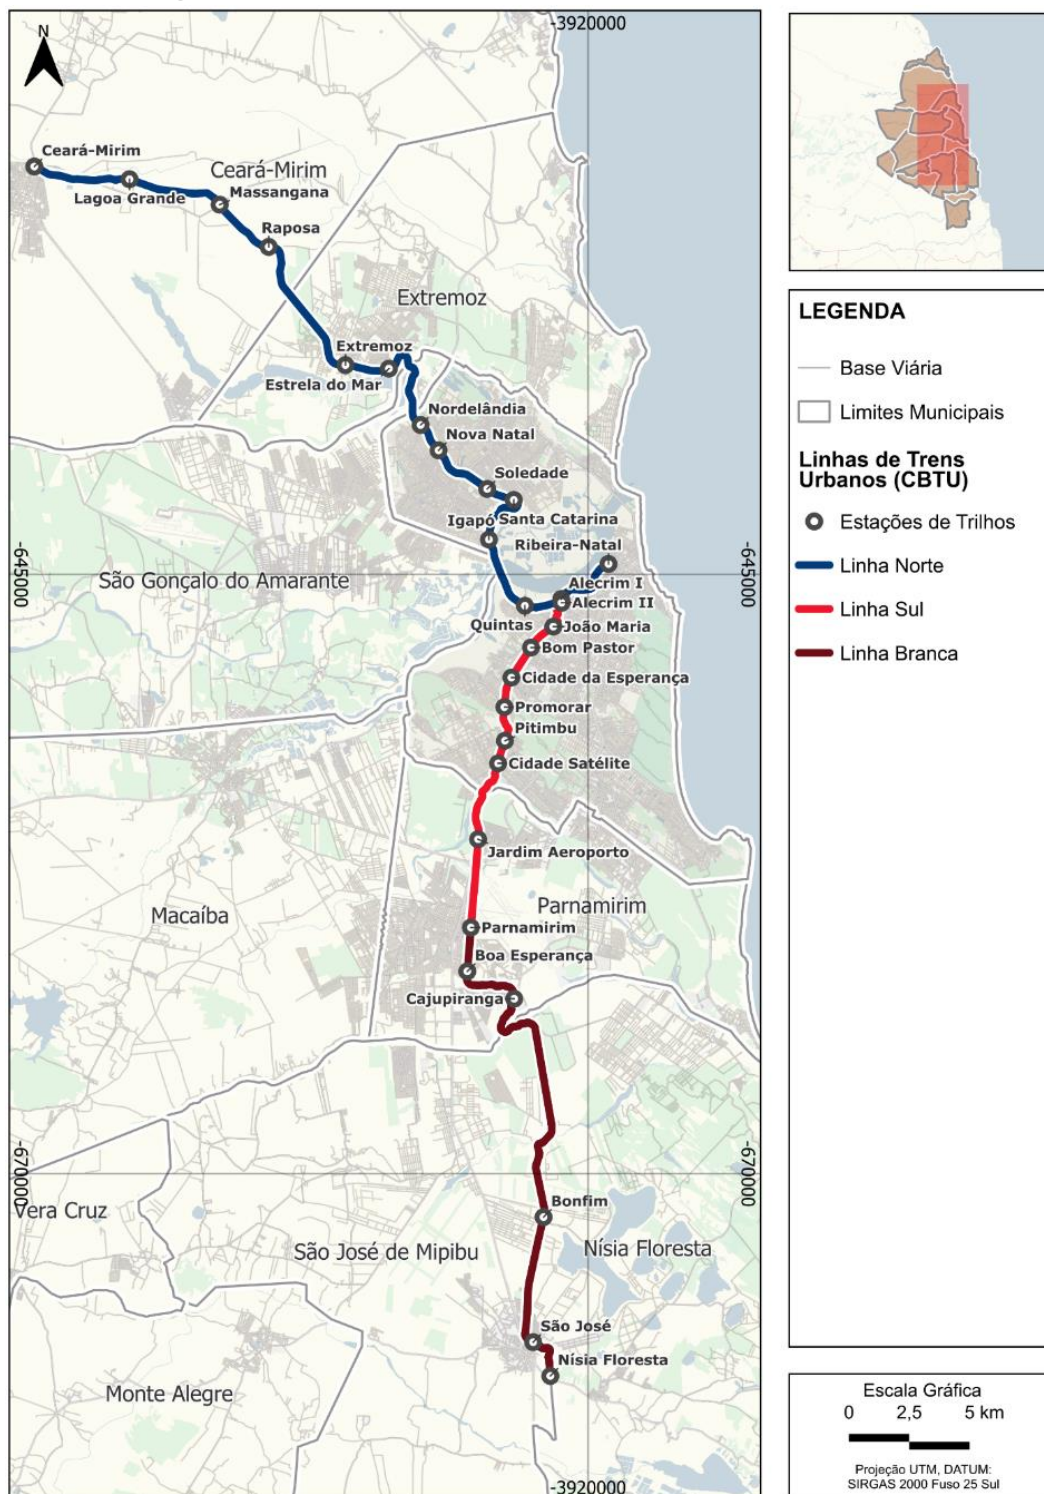 -3920000
N
Ceará-Mirim
Ceará-Mirim
Lagoa Grande
Massangana
Raposa
Extremoz
Extremoz
Estrela do Mar
Nordelândia
Nova Natal
Soledade
Igapó
Santa Catarina
Ribeira-Natal
-645000
-645000
São Gonçalo do Amarante
Alecrim I
Alecrim II
Quintas
João Maria
Bom Pastor
Cidade da Esperança
Promorar
Pitimbu
Cidade Satélite
Jardim Aeroporto
Macaíba
Parnamirim
Parnamirim
Boa Esperança
Cajupiranga
-670000
-670000
Vera Cruz
Bonfim
São José de Mipibu
Nísia Floresta
São José
Nísia Floresta
Monte Alegre
-3920000
LEGENDA
Base Viária
Limites Municipais
Linhas de Trens
Urbanos (CBTU)
Estações de Trilhos
Linha Norte
Linha Sul
Linha Branca
Escala Gráfica
0 2,5 5 km
Projeção UTM, DATUM:
SIRGAS 2000 Fuso 25 Sul